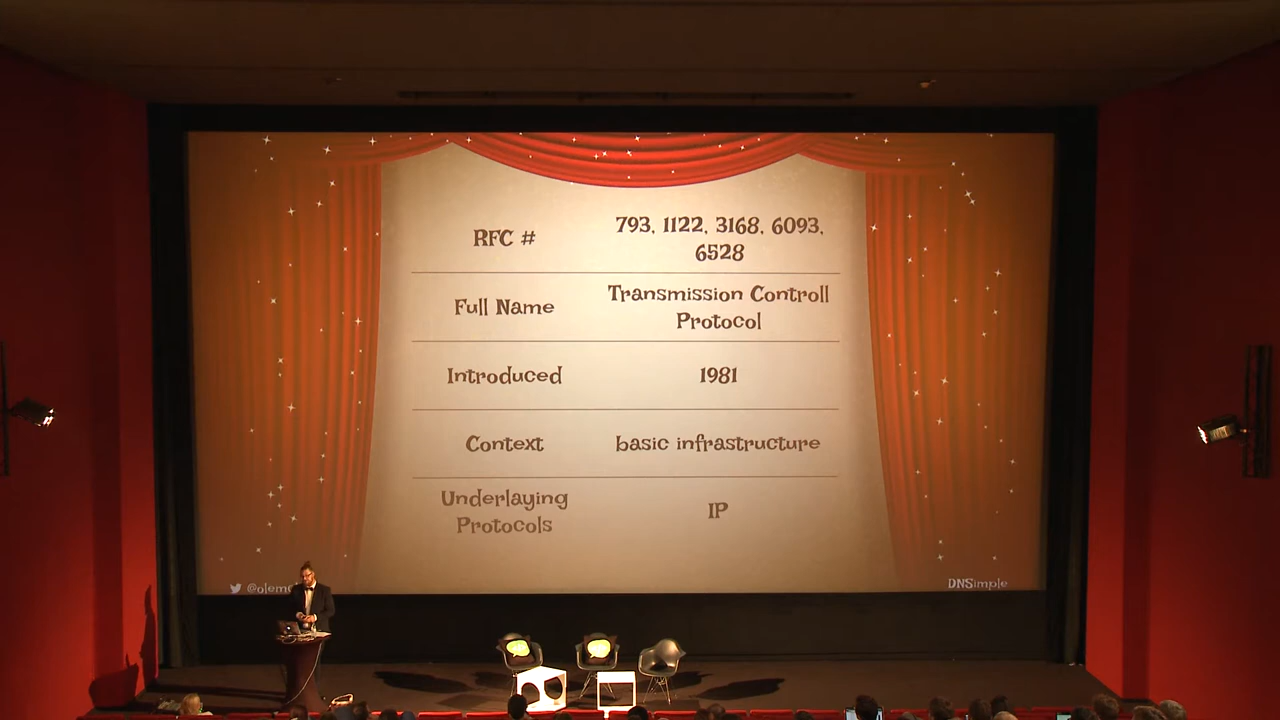 RFC #
793, 1122, 3168, 6093,
6528
Full Name
Transmission Controll
Protocol
Introduced
1981
Context
basic infrastructure
Underlaying
Protocols
IP
DNSimple